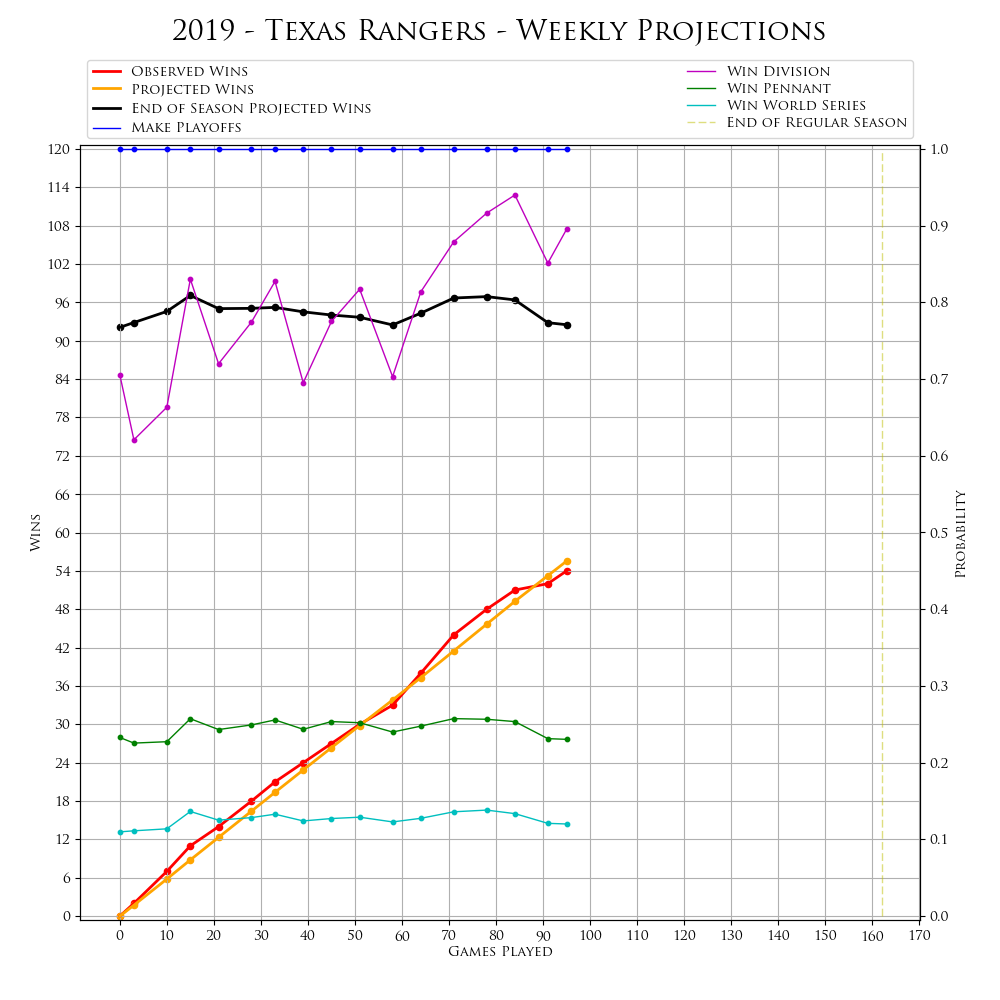 2019 - Texas Rangers - Weekly Projections
Observed Wins
Projected Wins
End of Season Projected Wins
Make Playoffs
Win Division
Win Pennant
Win World Series
End of Regular Season
120
114
108
102
96
90
84
78
72
66
60
54
48
42
36
30
24
18
12
6
0
Wins
1.0
0.9
0.8
0.7
0.6
0.5
0.4
0.3
0.2
0.1
0.0
Probability
0 10 20 30 40 50 60 70 80 90 100 110 120 130 140 150 160 170
Games Played